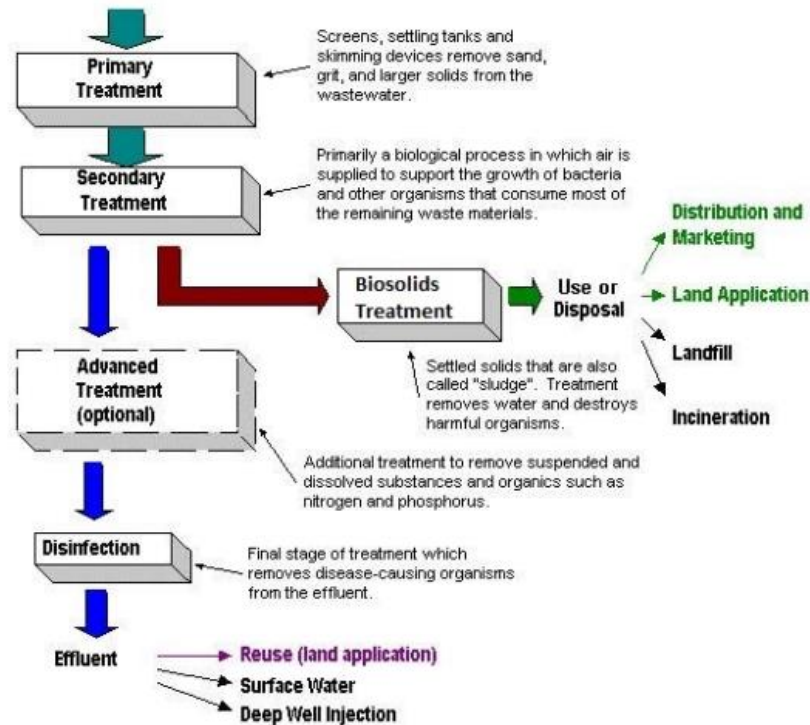 Primary
Treatment
Screens, settling tanks and
skimming devices remove sand,
grit, and larger solids from the
wastewater.
Secondary
Treatment
Primarily a biological process in which air is
supplied to support the growth of bacteria
and other organisms that consume most of
the remaining waste materials.
Biosolids
Treatment
Use or
Disposal
Distribution and
Marketing
Land Application
Landfill
Incineration
Settled solids that are also
called "sludge". Treatment
removes water and destroys
harmful organisms.
Advanced
Treatment
(optional)
Additional treatment to remove suspended and
dissolved substances and organics such as
nitrogen and phosphorus.
Disinfection
Final stage of treatment which
removes disease-causing organisms
from the effluent.
Effluent
Reuse (land application)
Surface Water
Deep Well Injection